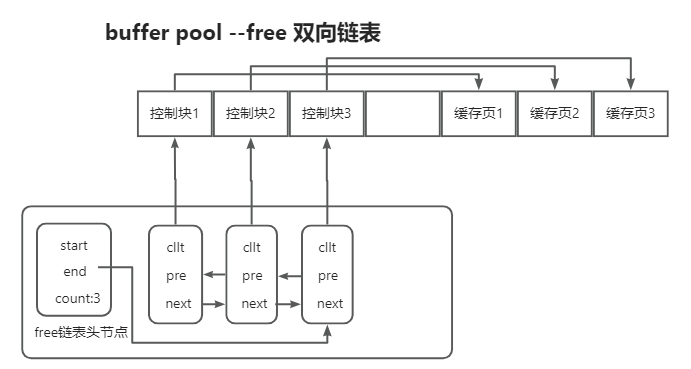 buffer pool --free 双向链表
控制块1 控制块2 控制块3 缓存页1 缓存页2 缓存页3
start
end
count:3
free链表头节点
cllt
pre
next
cllt
pre
next
cllt
pre
next